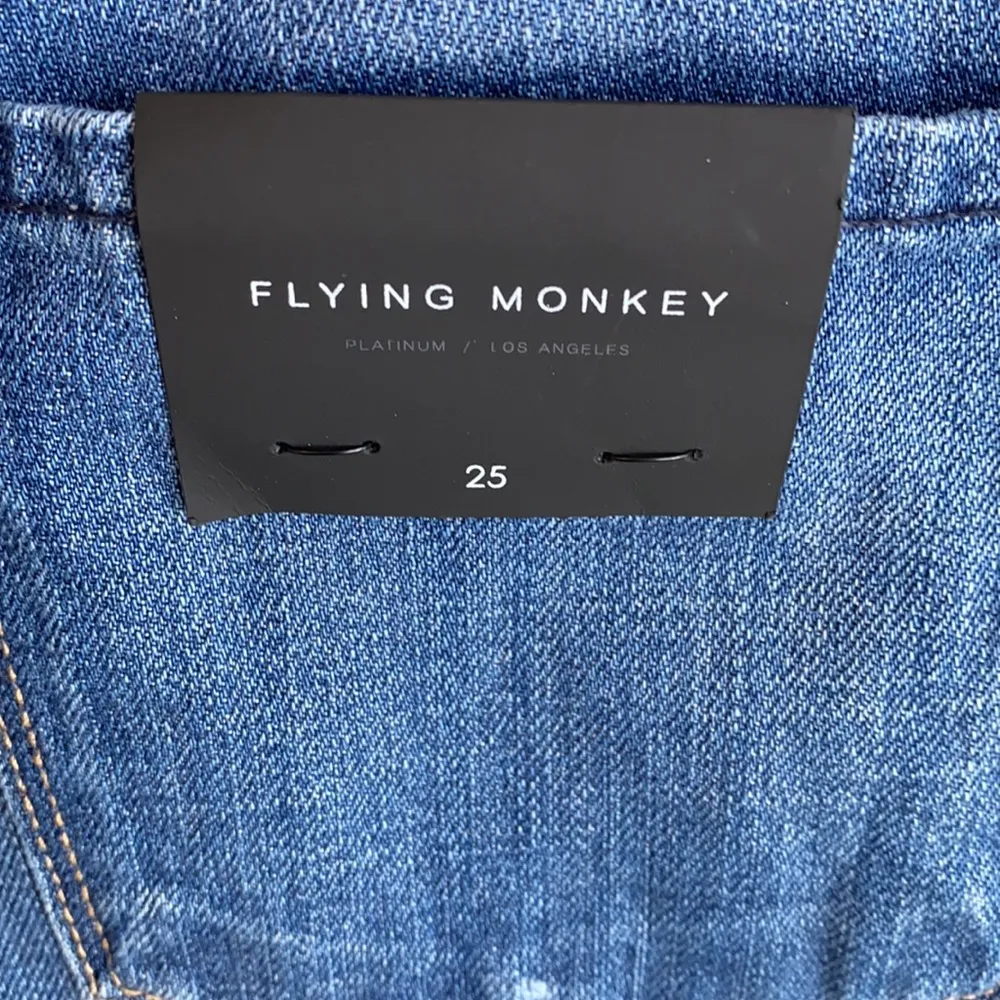 FLYING MONKEY
PLATINUM / LOS ANGELES
25